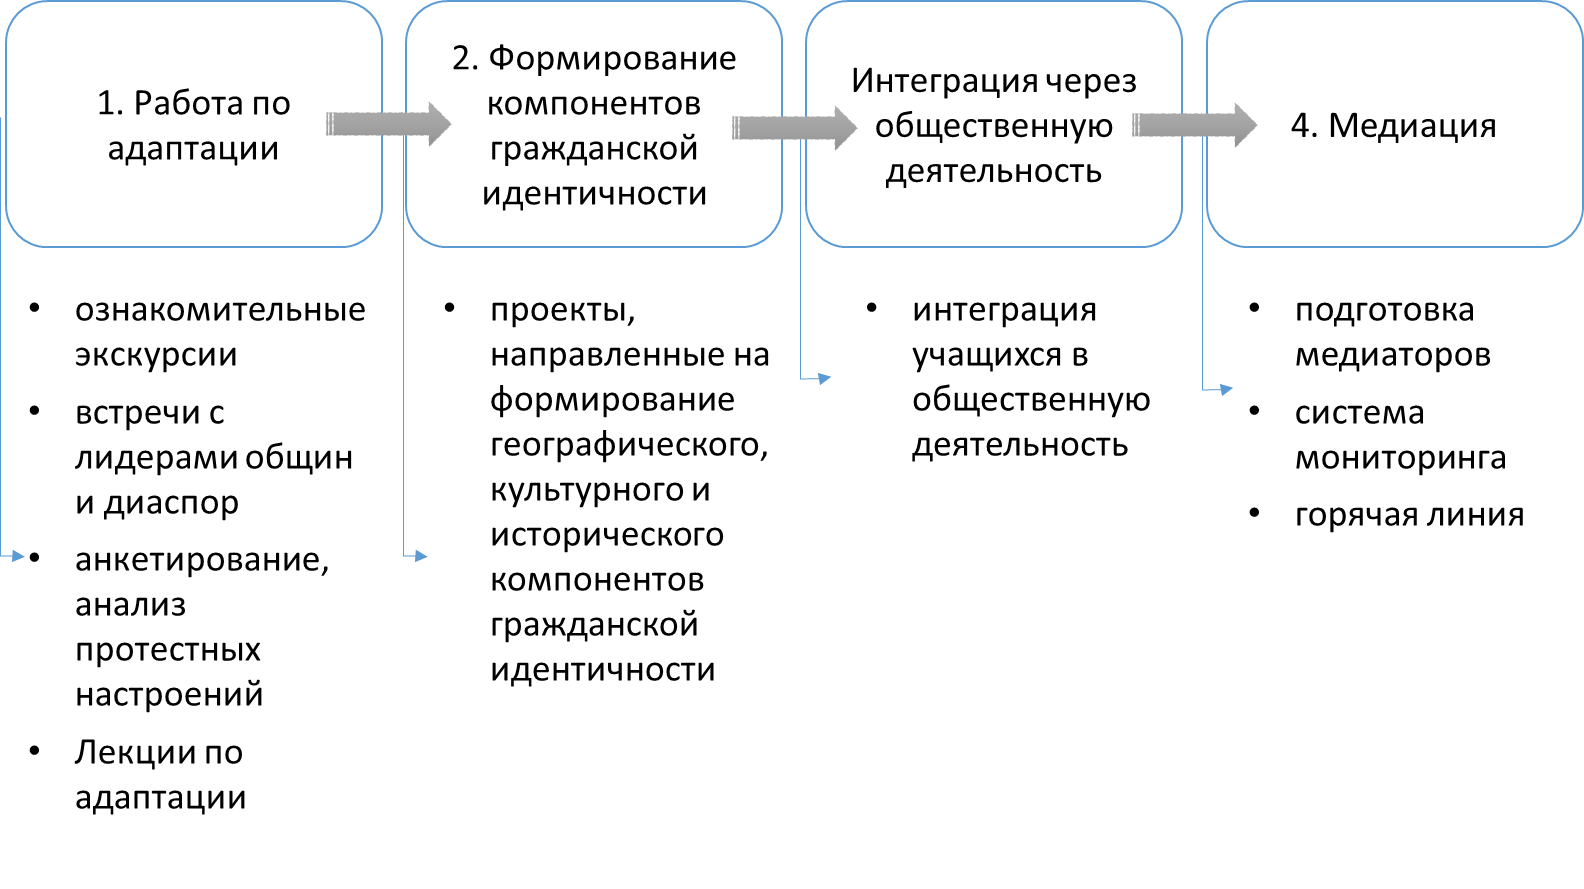 1. Работа по
адаптации
2. Формирование
компонентов
гражданской
идентичности
Интеграция через
общественную
деятельность
4. Медиация
• ознакомительные
экскурсии
• встречи с
лидерами общин
и диаспор
• анкетирование,
анализ
протестных
настроений
• Лекции по
адаптации
• проекты,
направленные на
формирование
географического,
культурного и
исторического
компонентов
гражданской
идентичности
• интеграция
учащихся в
общественную
деятельность
• подготовка
медиаторов
• система
мониторинга
• горячая линия